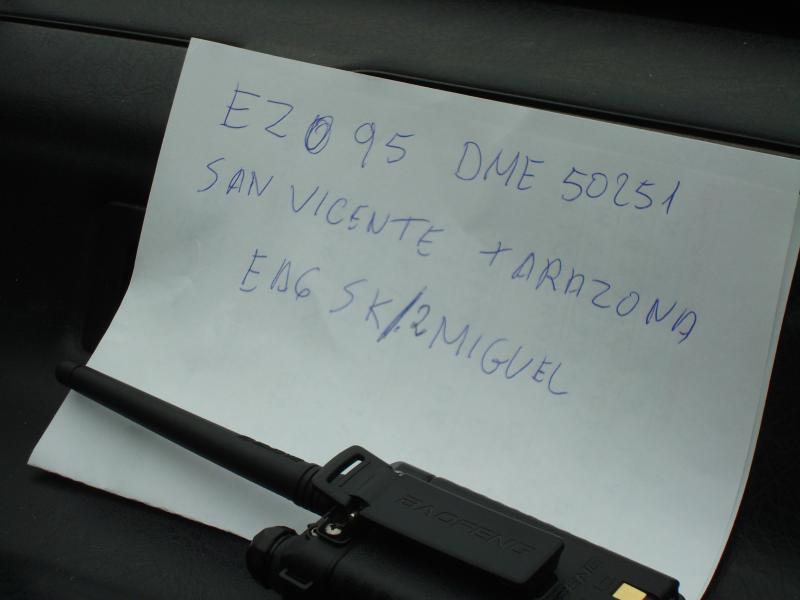 EZ095 DME 50251
SAN VICENTE TARAZONA
EA6SK/2 MIGUEL
BAOFENG